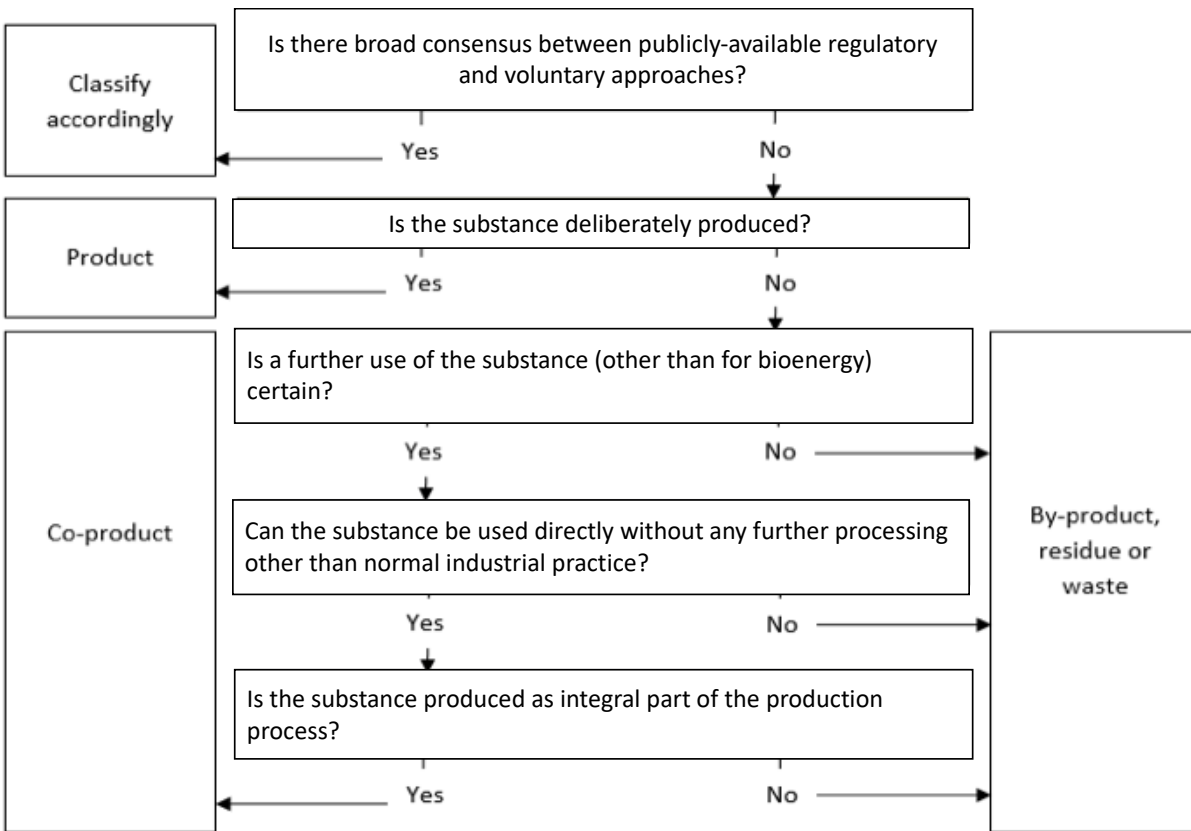 Is there broad consensus between publicly-available regulatory
and voluntary approaches?
Classify
accordingly
Yes
No
Is the substance deliberately produced?
Product
Yes
No
Is a further use of the substance (other than for bioenergy)
certain?
Yes
No
Can the substance be used directly without any further processing
other than normal industrial practice?
Co-product
By-product,
residue or
waste
Yes
No
Is the substance produced as integral part of the production
process?
Yes
No